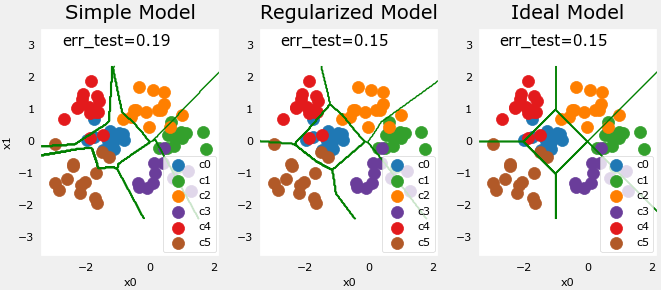 Simple Model Regularized Model Ideal Model
err_test=0.19 err_test=0.15 err_test=0.15
3 3 3
2 2 2
1 1 1
x1 0 0 0
−1 −1 −1
−2 −2 −2
−3 −3 −3
c0 c0 c0
c1 c1 c1
c2 c2 c2
c3 c3 c3
c4 c4 c4
c5 c5 c5
−2 0 2 −2 0 2 −2 0 2
x0 x0 x0